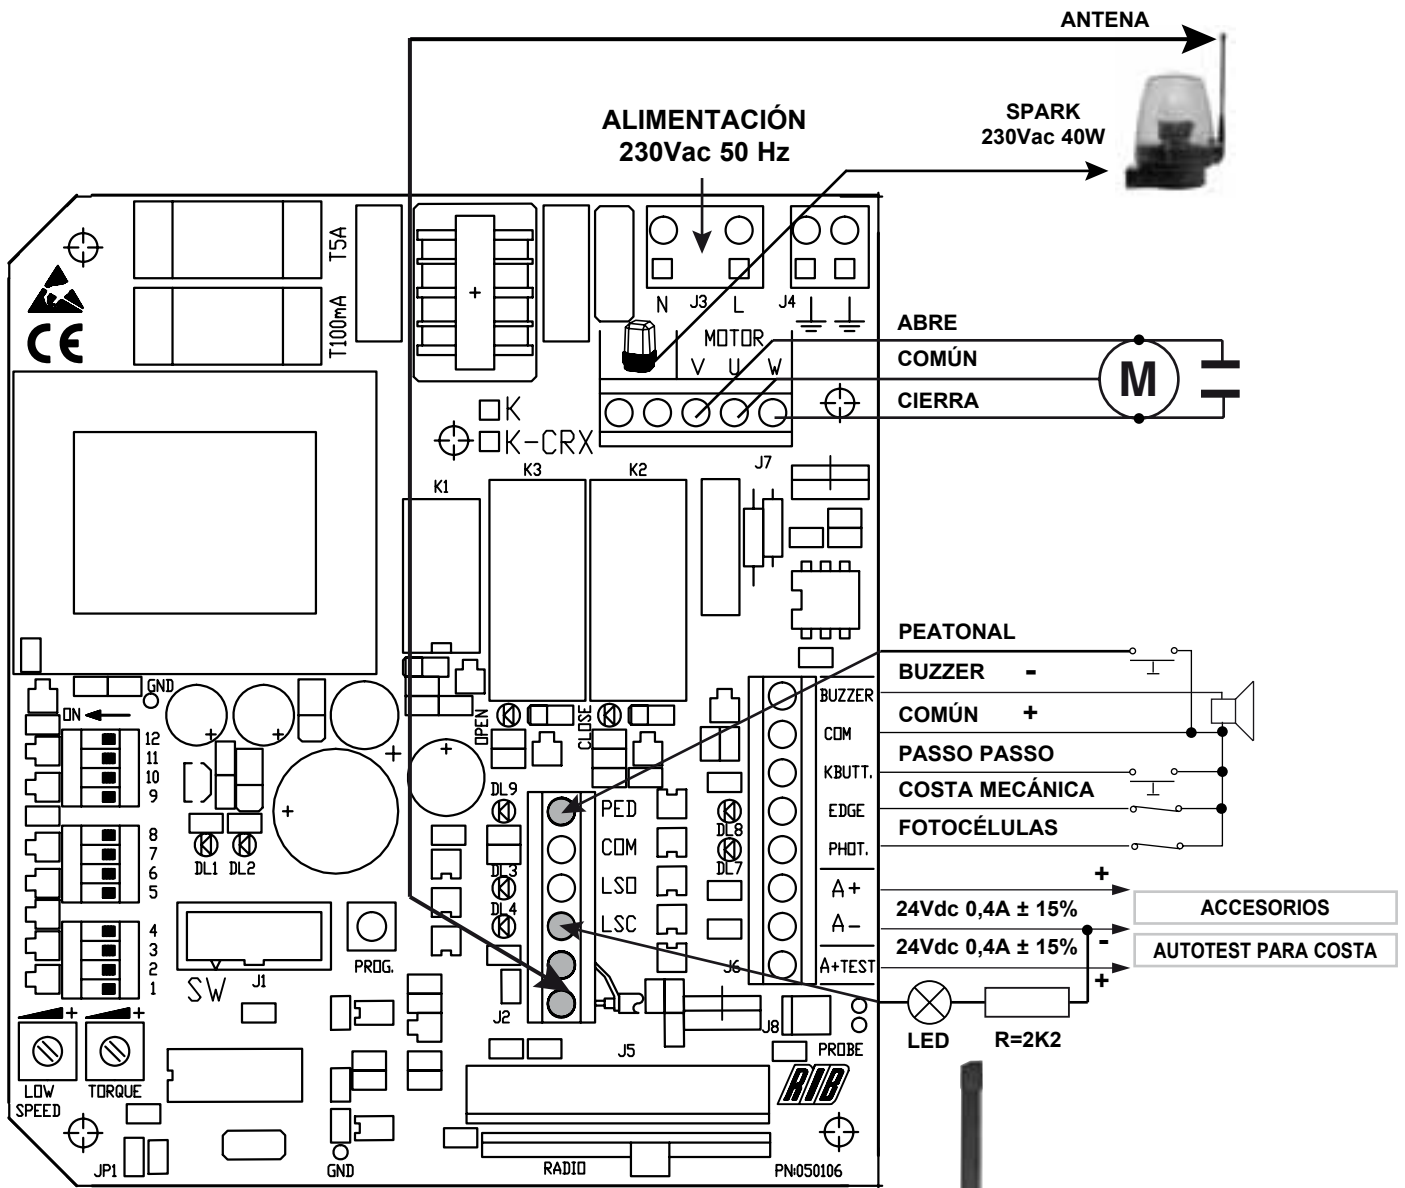 ANTENA
SPARK
230Vac 40W
ALIMENTACIÓN
230Vac 50 Hz
T5A
T100mA
CE
N J3 L J4
MOTOR
V U W
ABRE
COMÚN
CIERRA
M
K
K-CRX
J7
K1
K3
K2
PEATONAL
BUZZER -
COMÚN +
PASSO PASSO
COSTA MECÁNICA
FOTOCÉLULAS
GND
ON
12
11
10
9
8
7
6
5
4
3
2
1
OPEN
CLOSE
DL9
DL3
DL4
DL1 DL2
DL8
DL7
PED
COM
LSO
LSC
BUZZER
COM
KBUTT.
EDGE
PHOT.
A+
A-
A+TEST
+
24Vdc 0,4A ± 15%
ACCESORIOS
24Vdc 0,4A ± 15% -
AUTOTEST PARA COSTA
+
LED
R=2K2
SW
J1
PROG.
J2
J5
J6
J8
PROBE
+
+
LOW
SPEED
TORQUE
RIB
JP1
GND
RADIO
PN:050106